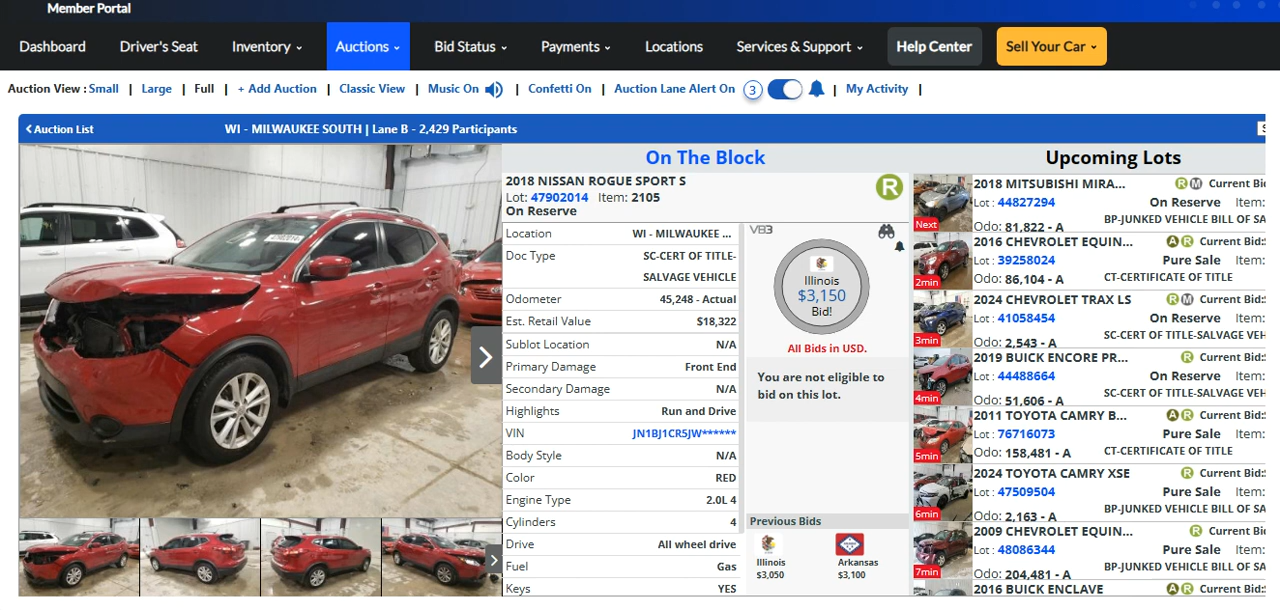 Member Portal
Dashboard Driver's Seat Inventory Auctions Bid Status Payments Locations Services & Support Help Center Sell Your Car
Auction View : Small | Large | Full | + Add Auction | Classic View | Music On | Confetti On | Auction Lane Alert On 3 | My Activity |
Auction List WI - MILWAUKEE SOUTH | Lane B - 2,429 Participants
On The Block
2018 NISSAN ROGUE SPORT S R
Lot: 47902014 Item: 2105
On Reserve
Location WI - MILWAUKEE ...
Doc Type SC-CERT OF TITLE-
SALVAGE VEHICLE
Odometer 45,248 - Actual
Est. Retail Value $18,322
Sublot Location N/A
Primary Damage Front End
Secondary Damage N/A
Highlights Run and Drive
VIN JN1BJ1CR5JW******
Body Style N/A
Color RED
Engine Type 2.0L 4
Cylinders 4
Drive All wheel drive
Fuel Gas
Keys YES
VB3
Illinois
$3,150
Bid!
All Bids in USD.
You are not eligible to
bid on this lot.
Previous Bids
Illinois
$3,050
Arkansas
$3,100
Upcoming Lots
2018 MITSUBISHI MIRA... R M Current Bid
Lot : 44827294 On Reserve Item:
BP-JUNKED VEHICLE BILL OF SA
Next Odo: 81,822 - A
2016 CHEVROLET EQUIN... A R Current Bid:
Lot : 39258024 Pure Sale Item:
2min Odo: 86,104 - A CT-CERTIFICATE OF TITLE
2024 CHEVROLET TRAX LS R M Current Bid:
Lot : 41058454 On Reserve Item:
SC-CERT OF TITLE-SALVAGE VEH
3min Odo: 2,543 - A
2019 BUICK ENCORE PR... R Current Bid:
Lot : 44488664 On Reserve Item:
SC-CERT OF TITLE-SALVAGE VEH
4min Odo: 51,606 - A
2011 TOYOTA CAMRY B... A R Current Bid:
Lot : 76716073 Pure Sale Item:
5min Odo: 158,481 - A CT-CERTIFICATE OF TITLE
2024 TOYOTA CAMRY XSE R Current Bid:
Lot : 47509504 Pure Sale Item:
BP-JUNKED VEHICLE BILL OF SA
6min Odo: 2,163 - A
2009 CHEVROLET EQUIN... R Current Bi
Lot : 48086344 Pure Sale Item:
BP-JUNKED VEHICLE BILL OF SA
7min Odo: 204,481 - A
2016 BUICK ENCLAVE A R Current Bid: